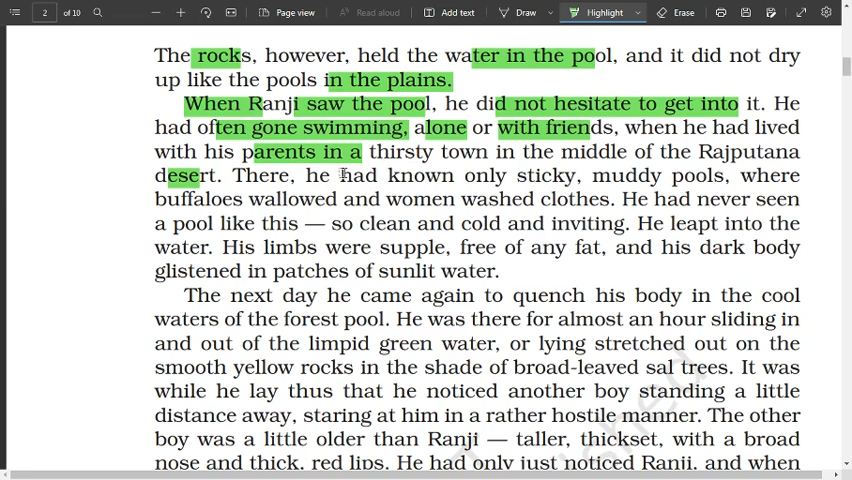 2 of 10 Page view Read aloud Add text Draw Highlight Erase
The rocks, however, held the water in the pool, and it did not dry
up like the pools in the plains.
When Ranji saw the pool, he did not hesitate to get into it. He
had often gone swimming, alone or with friends, when he had lived
with his parents in a thirsty town in the middle of the Rajputana
desert. There, he had known only sticky, muddy pools, where
buffaloes wallowed and women washed clothes. He had never seen
a pool like this — so clean and cold and inviting. He leapt into the
water. His limbs were supple, free of any fat, and his dark body
glistened in patches of sunlit water.
The next day he came again to quench his body in the cool
waters of the forest pool. He was there for almost an hour sliding in
and out of the limpid green water, or lying stretched out on the
smooth yellow rocks in the shade of broad-leaved sal trees. It was
while he lay thus that he noticed another boy standing a little
distance away, staring at him in a rather hostile manner. The other
boy was a little older than Ranji — taller, thickset, with a broad
nose and thick, red lips. He had only just noticed Ranji, and when